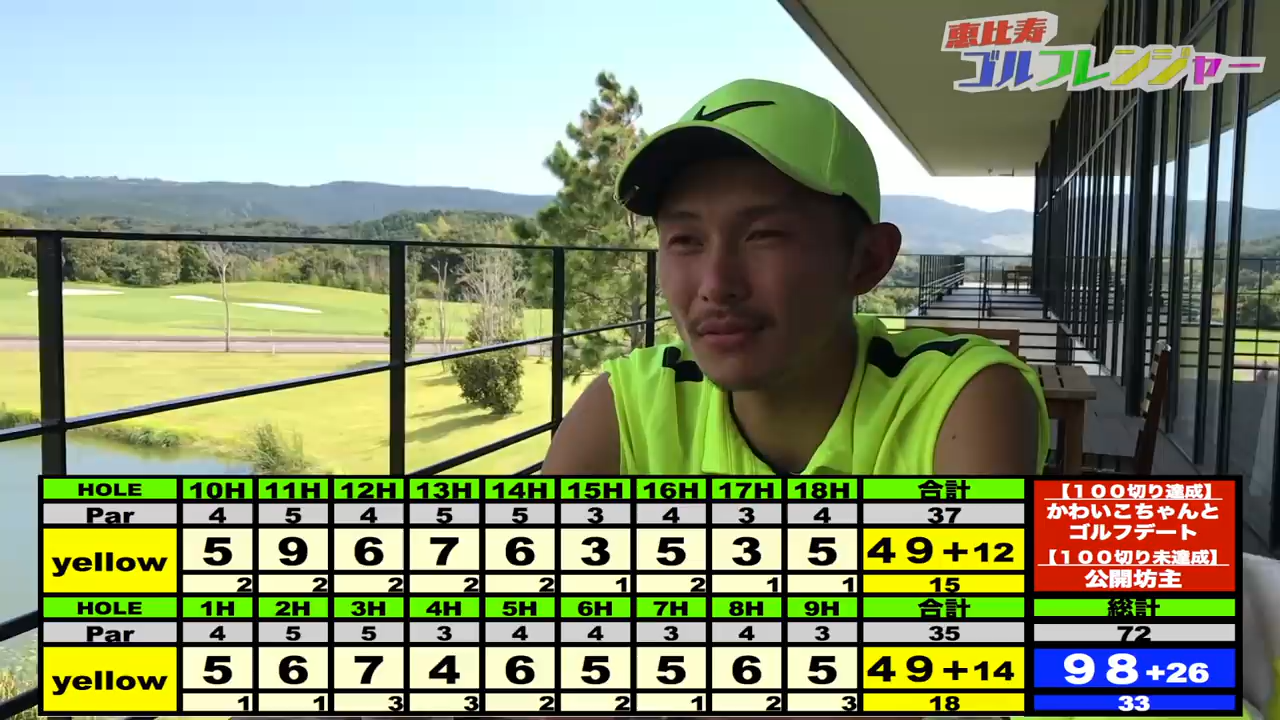 恵比寿
ゴルフレンジャー
HOLE 10H 11H 12H 13H 14H 15H 16H 17H 18H 合計
Par 4 5 4 5 5 3 4 3 4 37
yellow 5 9 6 7 6 3 5 3 5 49+12
2 2 2 2 2 1 2 1 1 15
【100切り達成】
かわいこちゃんと
ゴルフデート
【100切り未達成】
公開坊主
HOLE 1H 2H 3H 4H 5H 6H 7H 8H 9H 合計 総計
Par 4 5 5 3 4 4 3 4 3 35 72
yellow 5 6 7 4 6 5 5 6 5 49+14 98+26
1 1 3 3 2 2 1 2 3 18 33